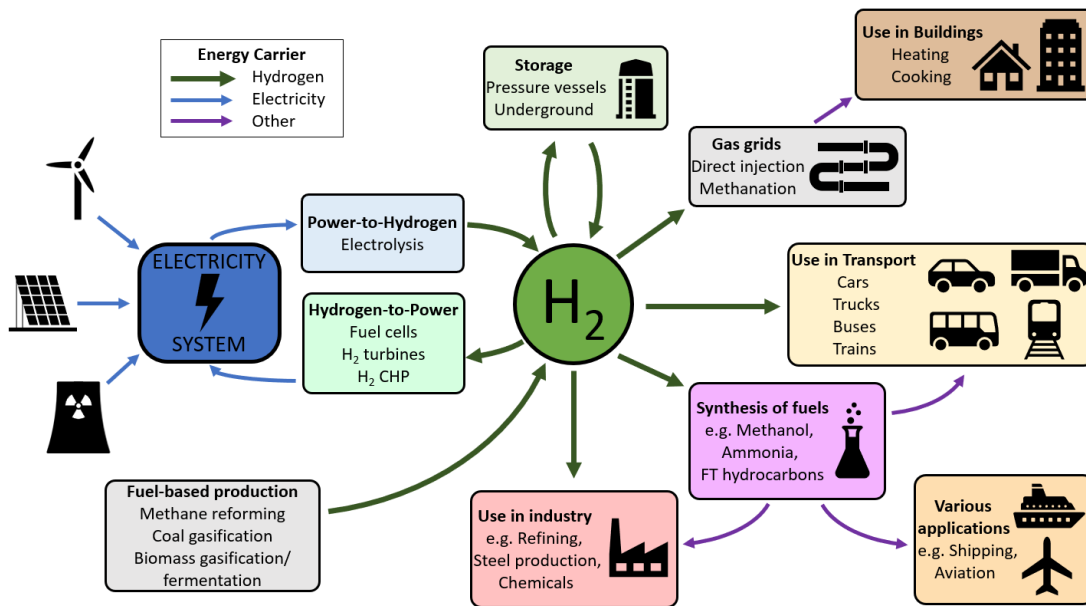 Energy Carrier
Hydrogen
Electricity
Other
Storage
Pressure vessels
Underground
Use in Buildings
Heating
Cooking
Gas grids
Direct injection
Methanation
Power-to-Hydrogen
Electrolysis
ELECTRICITY
SYSTEM
Hydrogen-to-Power
Fuel cells
H₂ turbines
H₂ CHP
H₂
Use in Transport
Cars
Trucks
Buses
Trains
Synthesis of fuels
e.g. Methanol,
Ammonia,
FT hydrocarbons
Fuel-based production
Methane reforming
Coal gasification
Biomass gasification/
fermentation
Use in industry
e.g. Refining,
Steel production,
Chemicals
Various
applications
e.g. Shipping,
Aviation